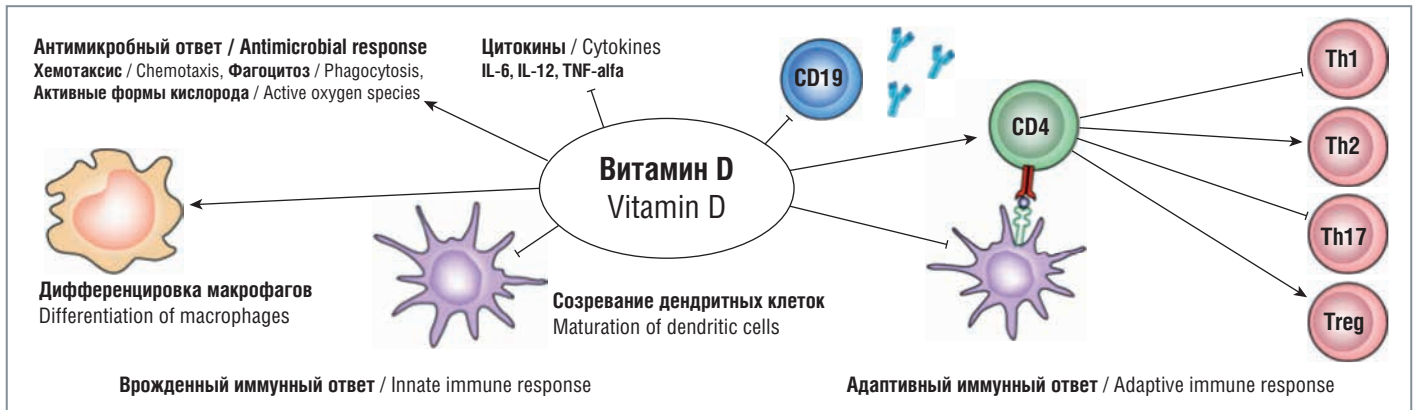 Антимикробный ответ / Antimicrobial response
Хемотаксис / Chemotaxis, Фагоцитоз / Phagocytosis,
Активные формы кислорода / Active oxygen species
Цитокины / Cytokines
IL-6, IL-12, TNF-alfa
CD19
CD4
Th1
Th2
Th17
Treg
Витамин D
Vitamin D
Дифференцировка макрофагов
Differentiation of macrophages
Созревание дендритных клеток
Maturation of dendritic cells
Врожденный иммунный ответ / Innate immune response
Адаптивный иммунный ответ / Adaptive immune response